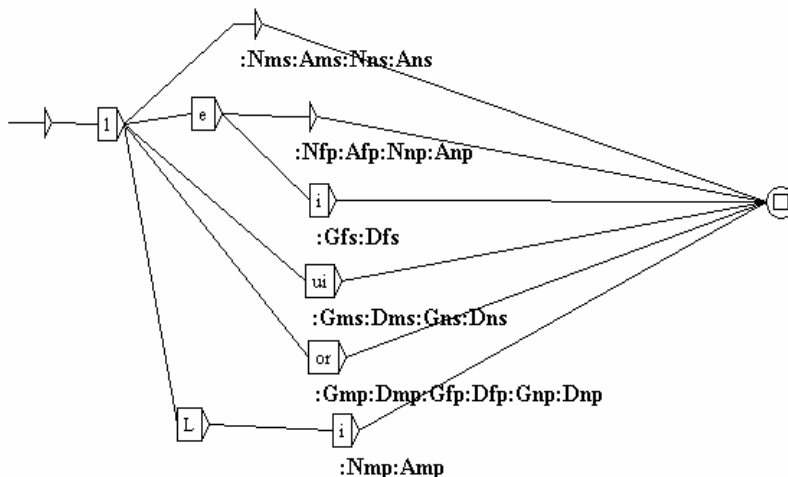 :Nms:Ams:Nns:Ans
l
e
:Nfp:Afp:Nnp:Anp
i
:Gfs:Dfs
ui
:Gms:Dms:Gns:Dns
or
:Gmp:Dmp:Gfp:Dfp:Gnp:Dnp
L
i
:Nmp:Amp